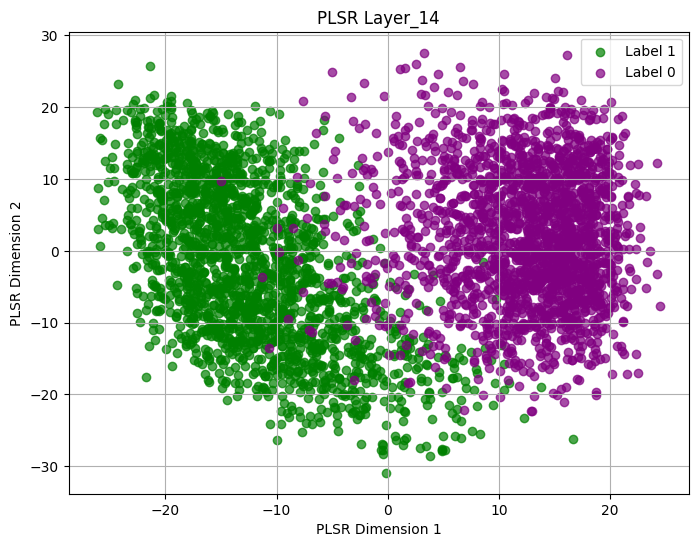 PLSR Layer_14
Label 1
Label 0
30
20
10
0
−10
−20
−30
PLSR Dimension 2
−20
−10
0
10
20
PLSR Dimension 1